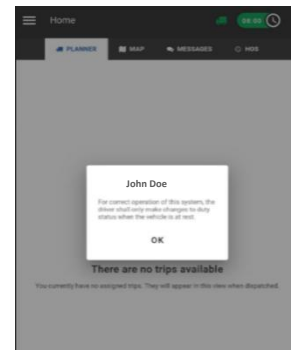 Home
04:05
PLANNER
MAP
MESSAGES
HOS
John Doe
For correct operation of this system, the
driver shall only make changes to duty
status when the vehicle is at rest.
OK
There are no trips available
You currently have no assigned trips. They will appear in this view when dispatched.